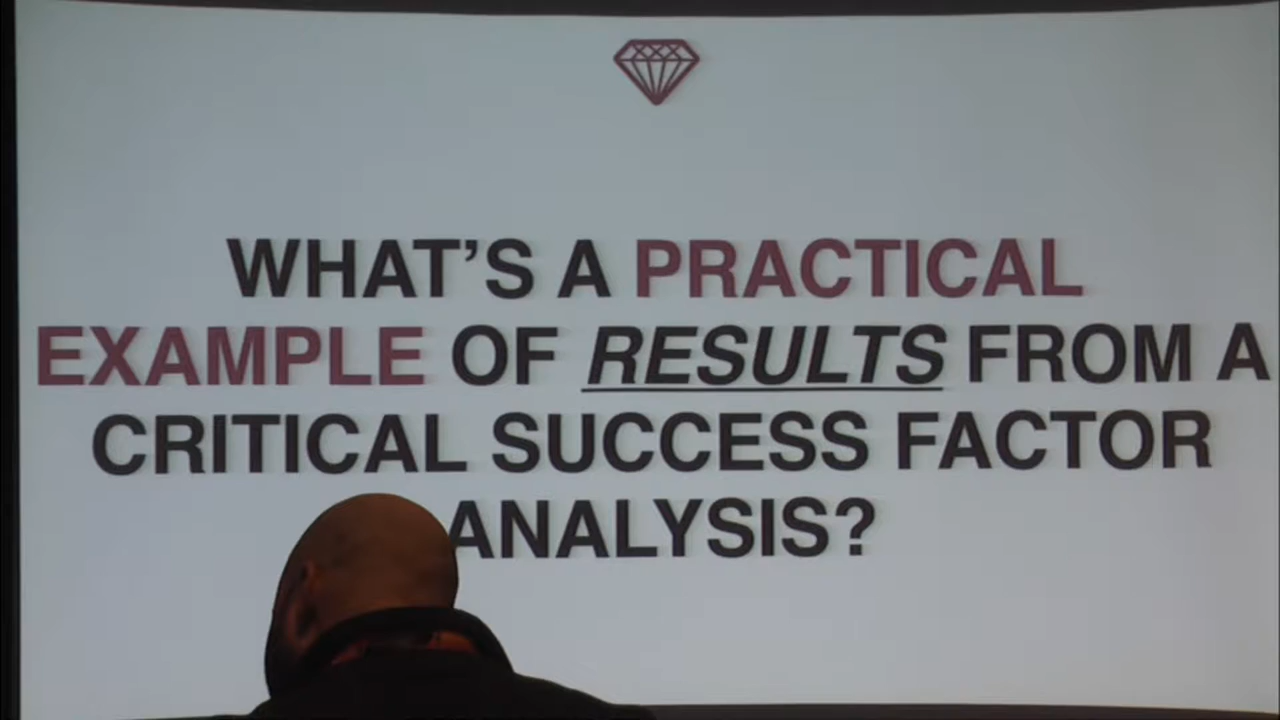 WHAT’S A PRACTICAL
EXAMPLE OF RESULTS FROM A
CRITICAL SUCCESS FACTOR
ANALYSIS?